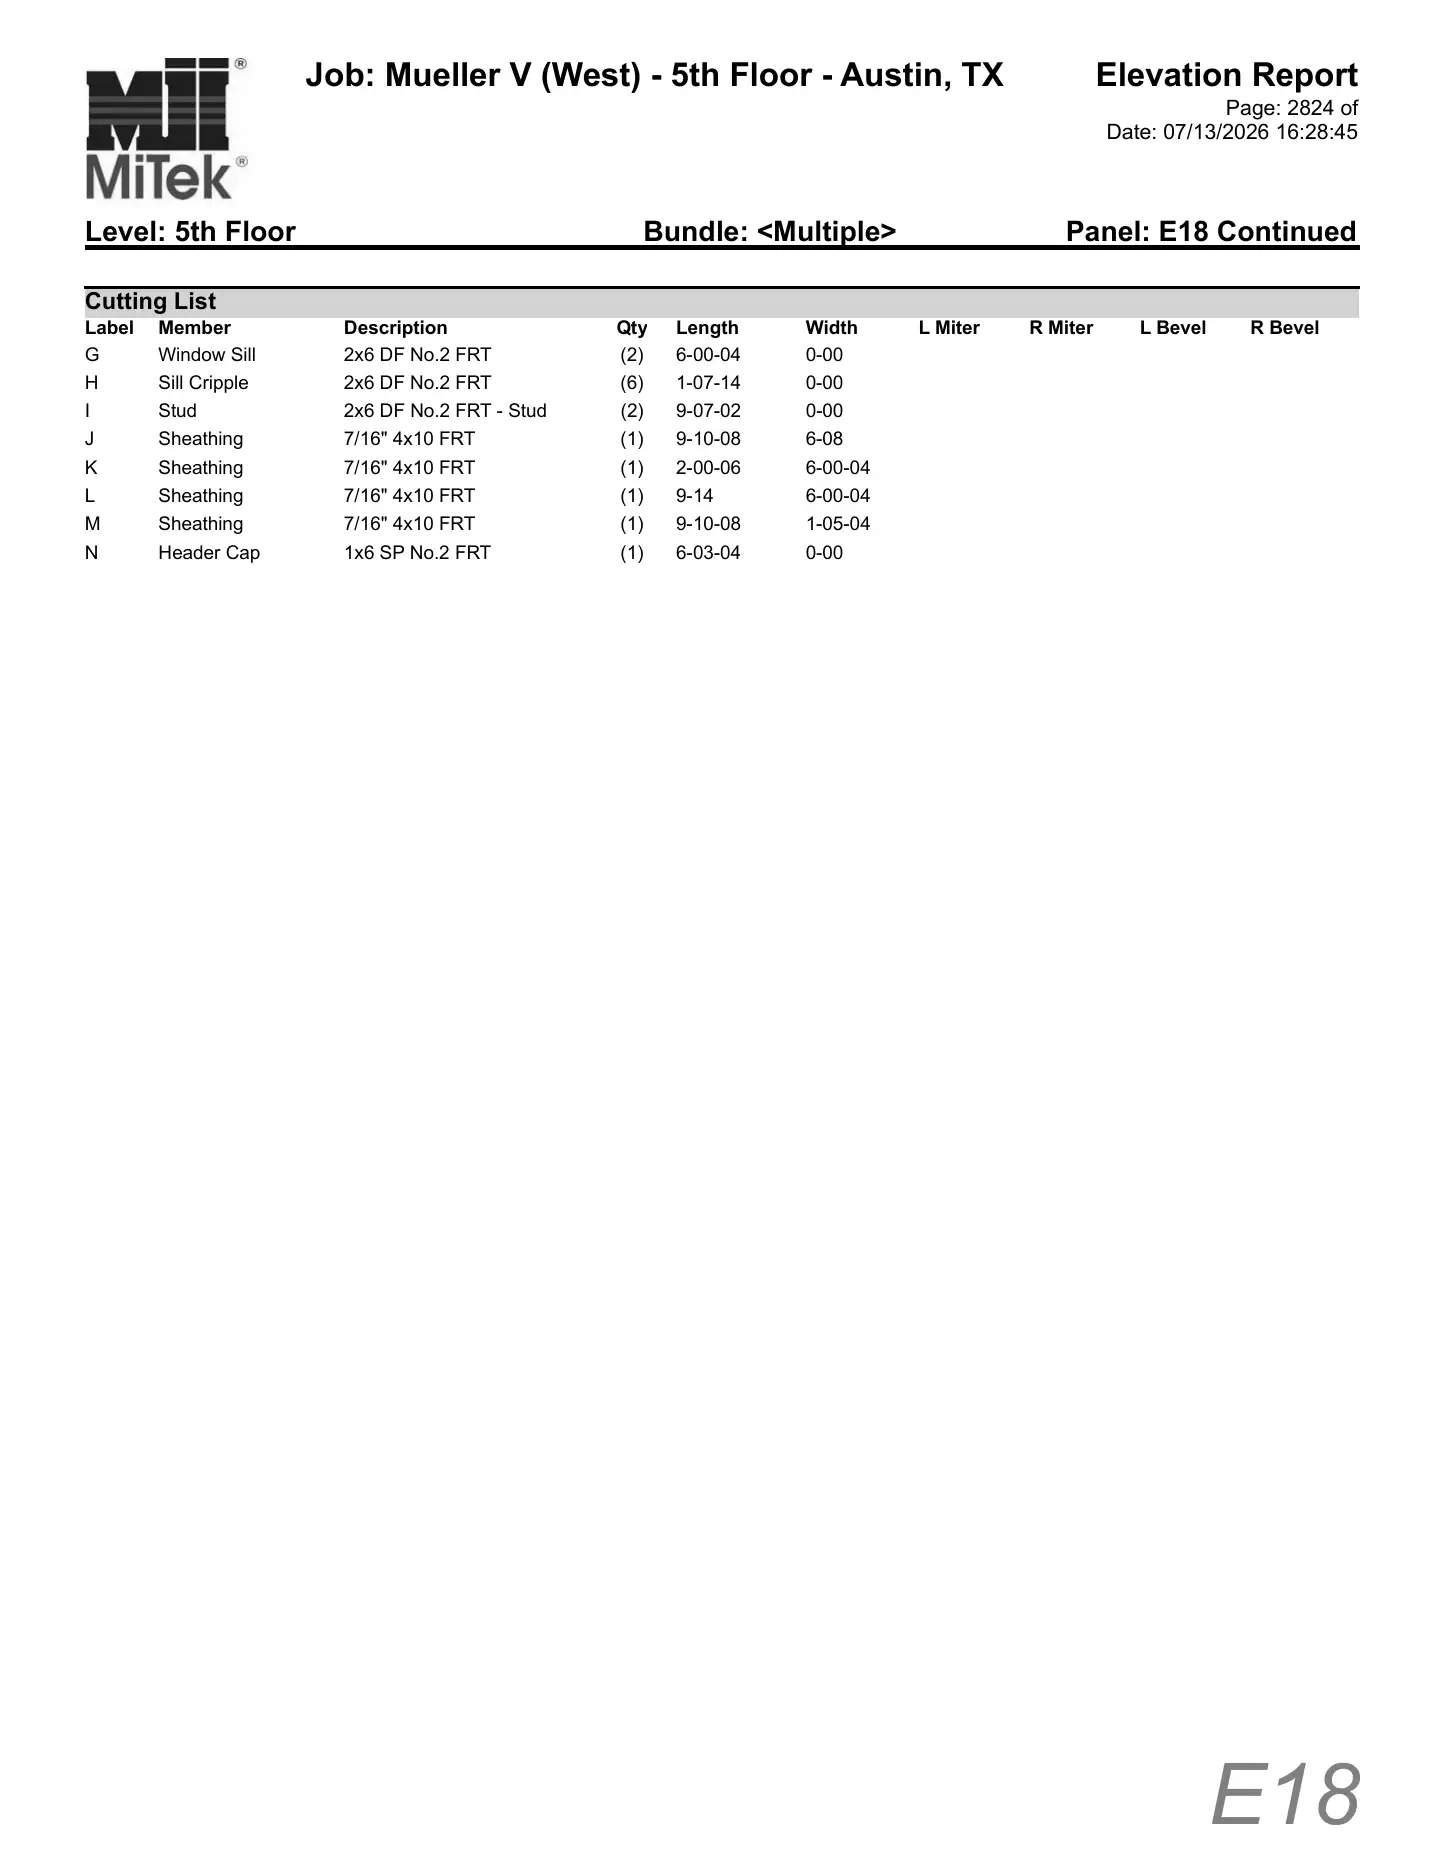 MiTek®
Job: Mueller V (West) - 5th Floor - Austin, TX
Elevation Report
Page: 2824 of
Date: 07/13/2026 16:28:45
Level: 5th Floor Bundle: <Multiple> Panel: E18 Continued
Cutting List
Label Member Description Qty Length Width L Miter R Miter L Bevel R Bevel
G Window Sill 2x6 DF No.2 FRT (2) 6-00-04 0-00
H Sill Cripple 2x6 DF No.2 FRT (6) 1-07-14 0-00
I Stud 2x6 DF No.2 FRT - Stud (2) 9-07-02 0-00
J Sheathing 7/16" 4x10 FRT (1) 9-10-08 6-08
K Sheathing 7/16" 4x10 FRT (1) 2-00-06 6-00-04
L Sheathing 7/16" 4x10 FRT (1) 9-14 6-00-04
M Sheathing 7/16" 4x10 FRT (1) 9-10-08 1-05-04
N Header Cap 1x6 SP No.2 FRT (1) 6-03-04 0-00
E18